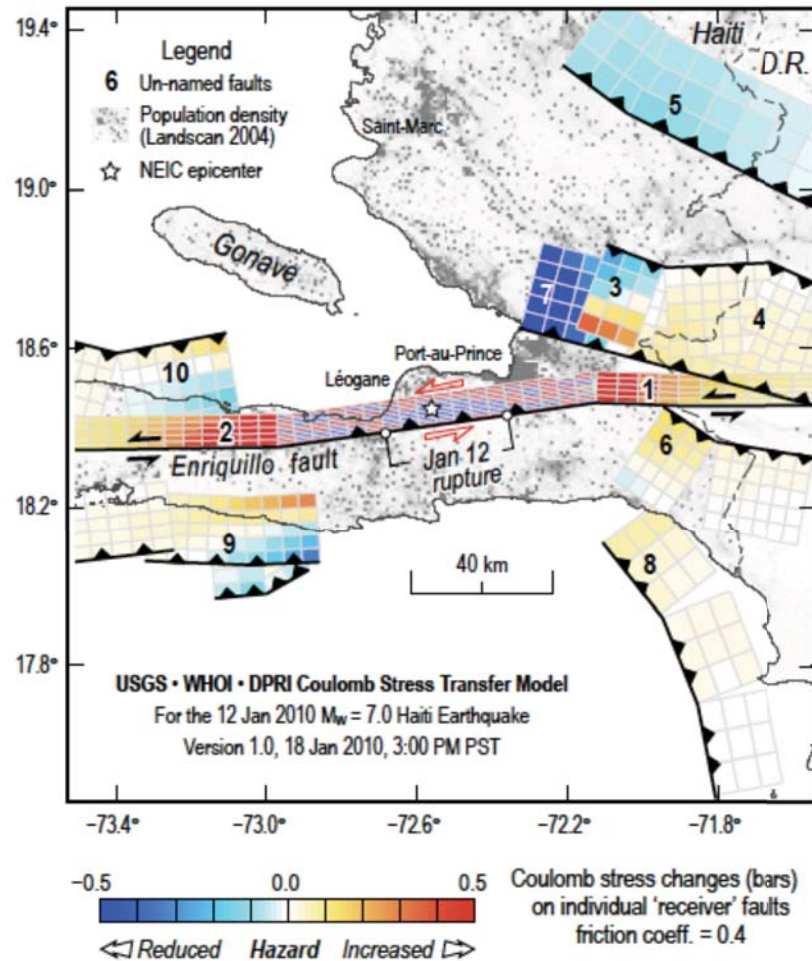 19.4°
19.0°
18.6°
18.2°
17.8°
Legend
6 Un-named faults
Population density
(Landscan 2004)
NEIC epicenter
Haiti
D.R.
5
Saint-Marc
Gonave
7
3
4
Port-au-Prince
Léogane
10
1
2
Enriquillo fault
Jan 12
rupture
6
9
8
40 km
USGS • WHOI • DPRI Coulomb Stress Transfer Model
For the 12 Jan 2010 Mw = 7.0 Haiti Earthquake
Version 1.0, 18 Jan 2010, 3:00 PM PST
−73.4° −73.0° −72.6° −72.2° −71.8°
−0.5 0.0 0.5
Reduced Hazard Increased
Coulomb stress changes (bars)
on individual 'receiver' faults
friction coeff. = 0.4